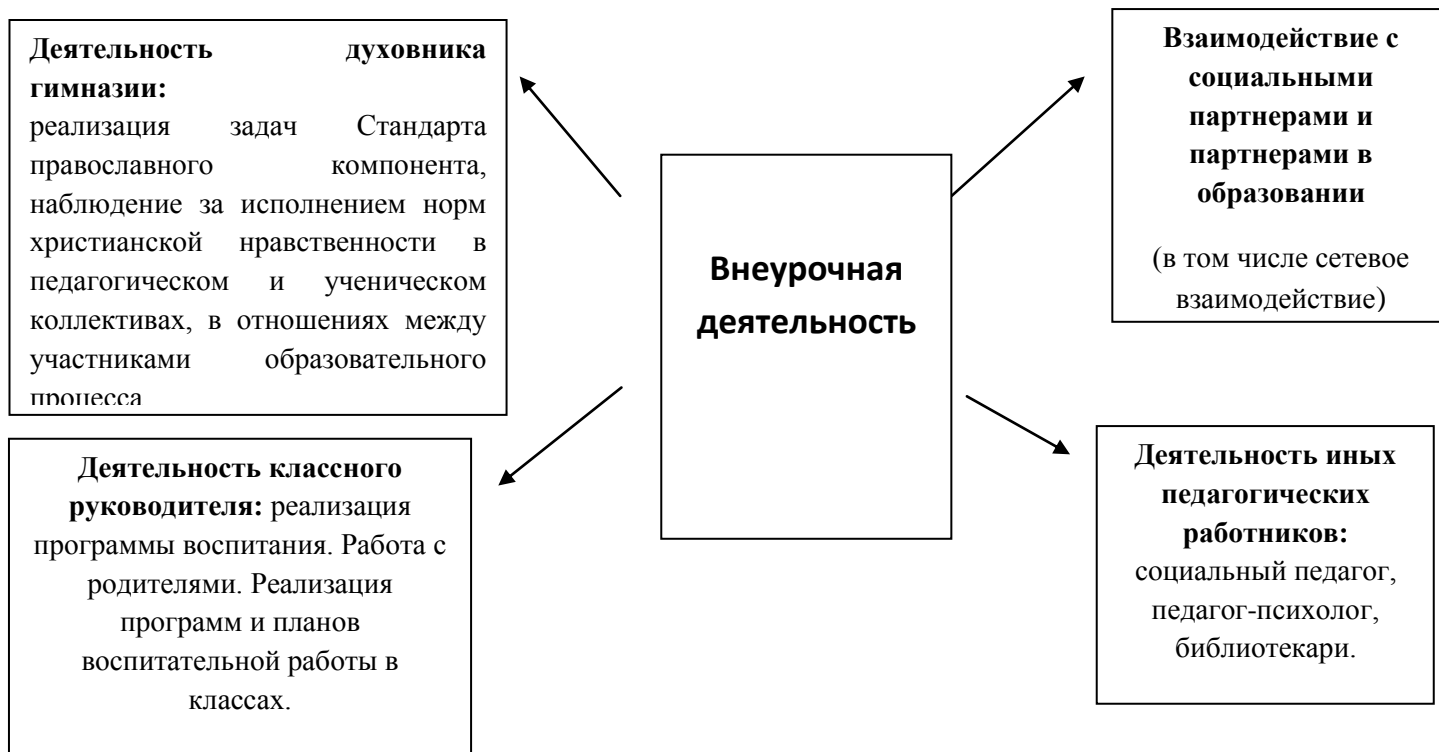 Деятельность духовника
гимназии:
реализация задач Стандарта
православного компонента,
наблюдение за исполнением норм
христианской нравственности в
педагогическом и ученическом
коллективах, в отношениях между
участниками образовательного
процесса
Взаимодействие с
социальными
партнерами и
партнерами в
образовании
(в том числе сетевое
взаимодействие)
Внеурочная
деятельность
Деятельность классного
руководителя: реализация
программы воспитания. Работа с
родителями. Реализация
программ и планов
воспитательной работы в
классах.
Деятельность иных
педагогических
работников:
социальный педагог,
педагог-психолог,
библиотекари.